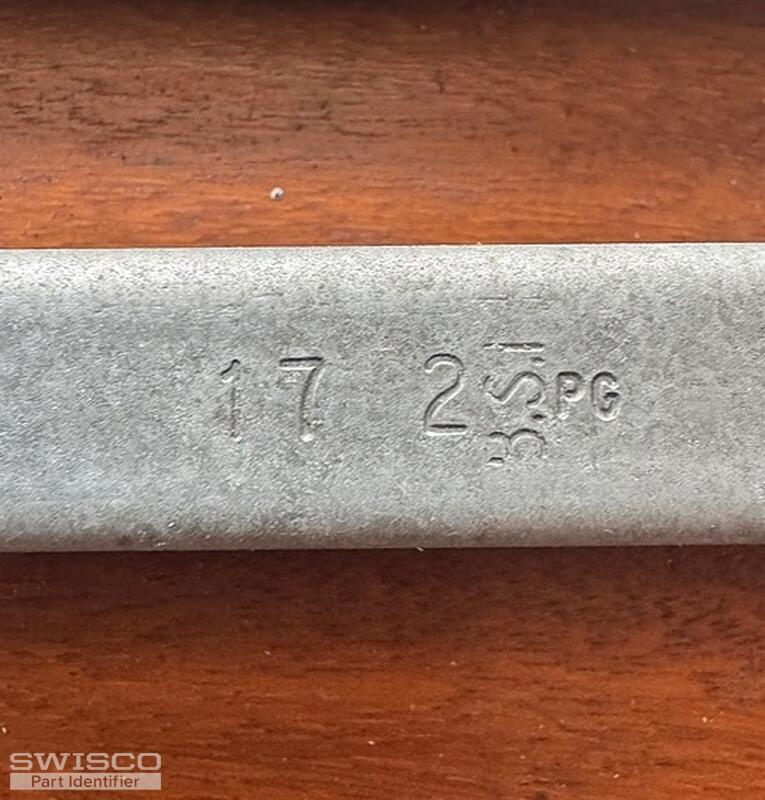 17 2 B.S.I PG
SWISCO
Part Identifier